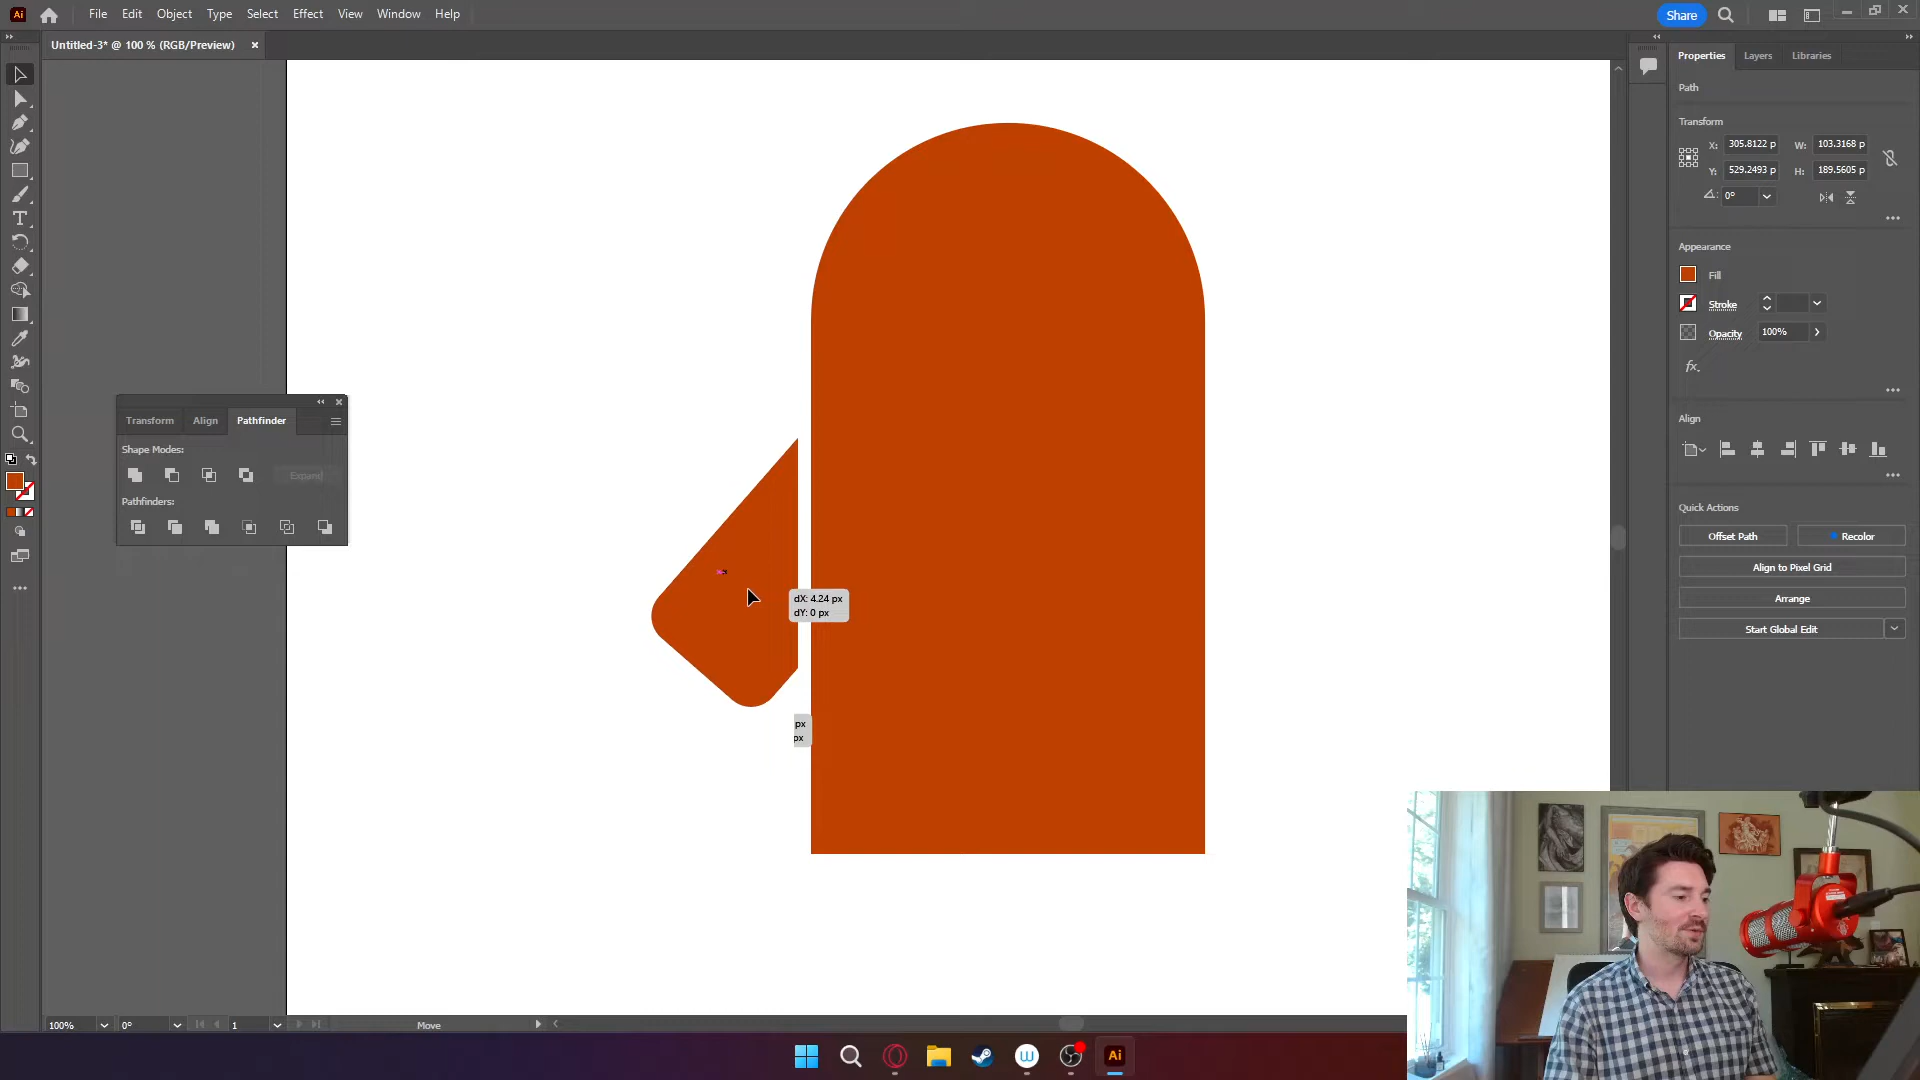 Ai File Edit Object Type Select Effect View Window Help Share
Untitled-3* @ 100 % (RGB/Preview) ×
Properties Layers Libraries
Path
Transform
X: 305.8122 p W: 103.3168 p
Y: 529.2493 p H: 189.5605 p
0°
Appearance
Fill
Stroke
Opacity 100%
fx.
Align
Quick Actions
Offset Path Recolor
Align to Pixel Grid
Arrange
Start Global Edit
Transform Align Pathfinder
Shape Modes:
Expand
Pathfinders:
dX: 4.24 px
dY: 0 px
px
px
100% 0° 1 Move
Ai